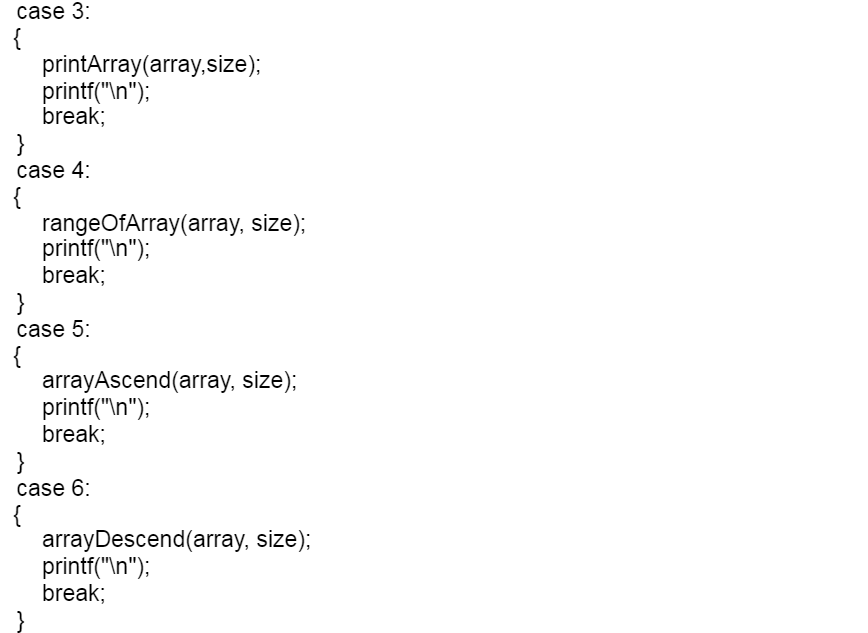 case 3:
{
printArray(array,size);
printf("\n");
break;
}
case 4:
{
rangeOfArray(array, size);
printf("\n");
break;
}
case 5:
{
arrayAscend(array, size);
printf("\n");
break;
}
case 6:
{
arrayDescend(array, size);
printf("\n");
break;
}